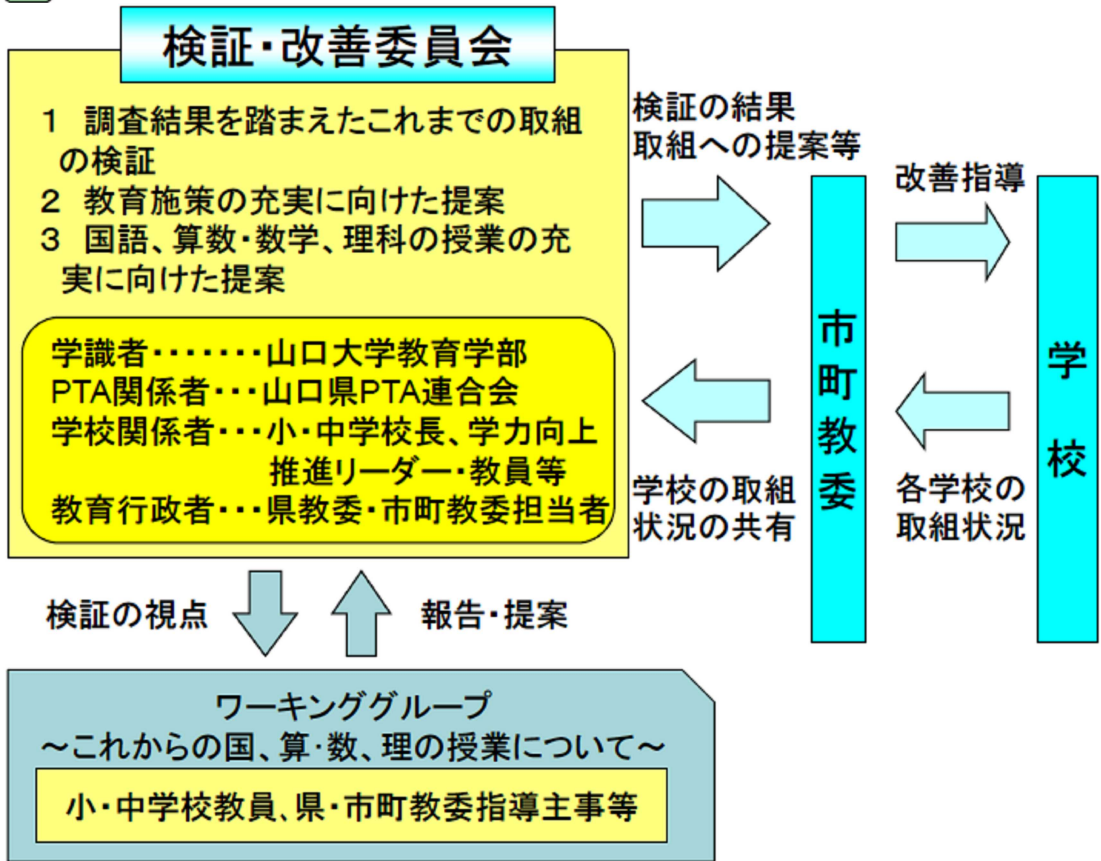 検証・改善委員会
1 調査結果を踏まえたこれまでの取組
の検証
2 教育施策の充実に向けた提案
3 国語、算数・数学、理科の授業の充
実に向けた提案
学識者・・・・・・・山口大学教育学部
PTA関係者・・・山口県PTA連合会
学校関係者・・・小・中学校長、学力向上
推進リーダー・教員等
教育行政者・・・県教委・市町教委担当者
検証の結果
取組への提案等
学校の取組
状況の共有
市町教委
改善指導
各学校の
取組状況
学校
検証の視点
報告・提案
ワーキンググループ
～これからの国、算・数、理の授業について～
小・中学校教員、県・市町教委指導主事等